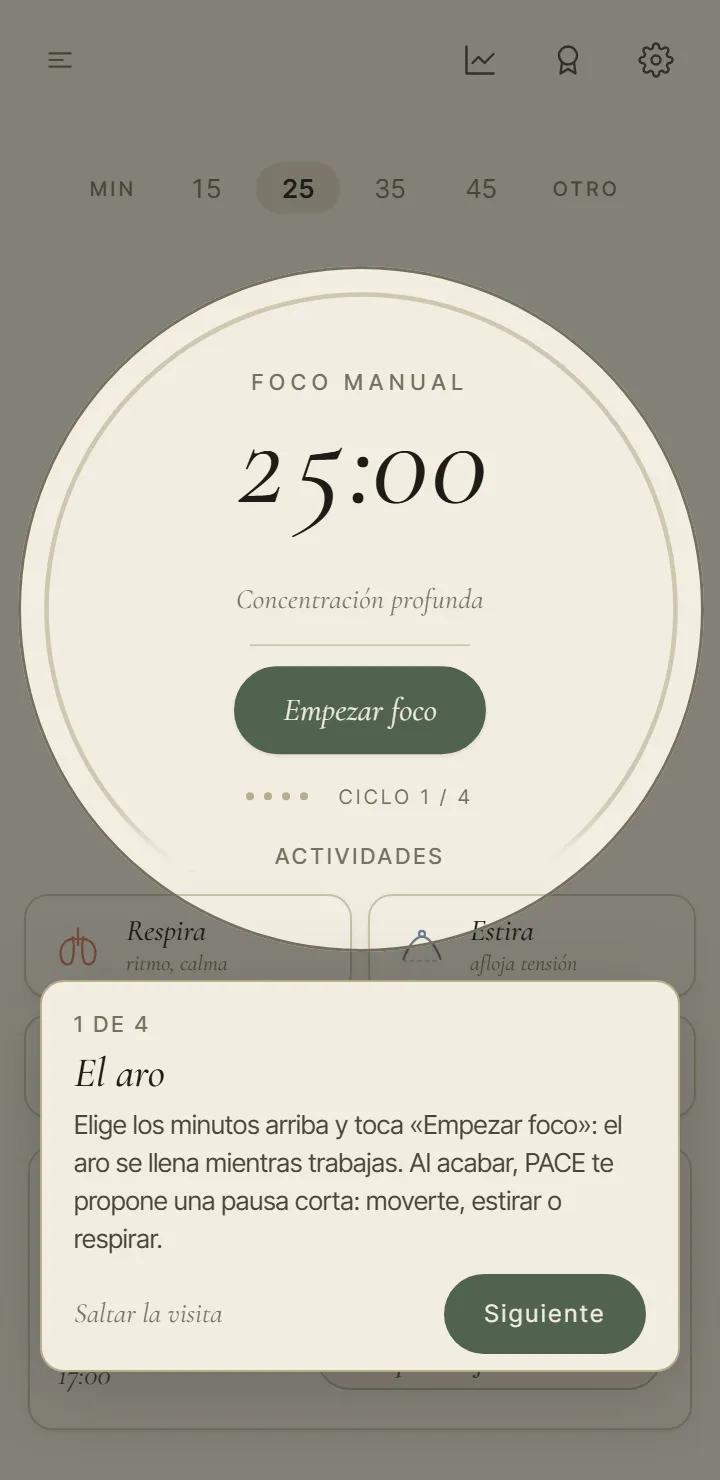 MIN 15 25 35 45 OTRO
FOCO MANUAL
25:00
Concentración profunda
Empezar foco
CICLO 1 / 4
ACTIVIDADES
Respira
ritmo, calma
Estira
afloja tensión
1 DE 4
El aro
Elige los minutos arriba y toca «Empezar foco»: el
aro se llena mientras trabajas. Al acabar, PACE te
propone una pausa corta: moverte, estirar o
respirar.
Saltar la visita
Siguiente
17:00